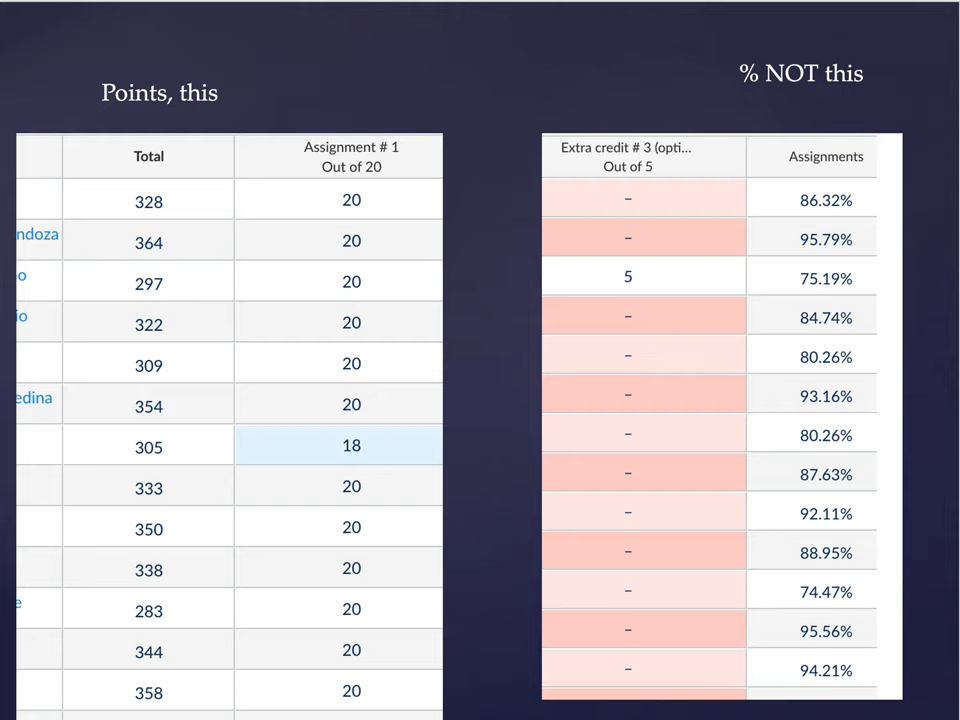 Points, this
% NOT this
Total Assignment # 1
Out of 20
328 20
ndoza 364 20
o 297 20
io 322 20
309 20
edina 354 20
305 18
333 20
350 20
338 20
e 283 20
344 20
358 20
Extra credit # 3 (opti... Assignments
Out of 5
– 86.32%
– 95.79%
5 75.19%
– 84.74%
– 80.26%
– 93.16%
– 80.26%
– 87.63%
– 92.11%
– 88.95%
– 74.47%
– 95.56%
– 94.21%